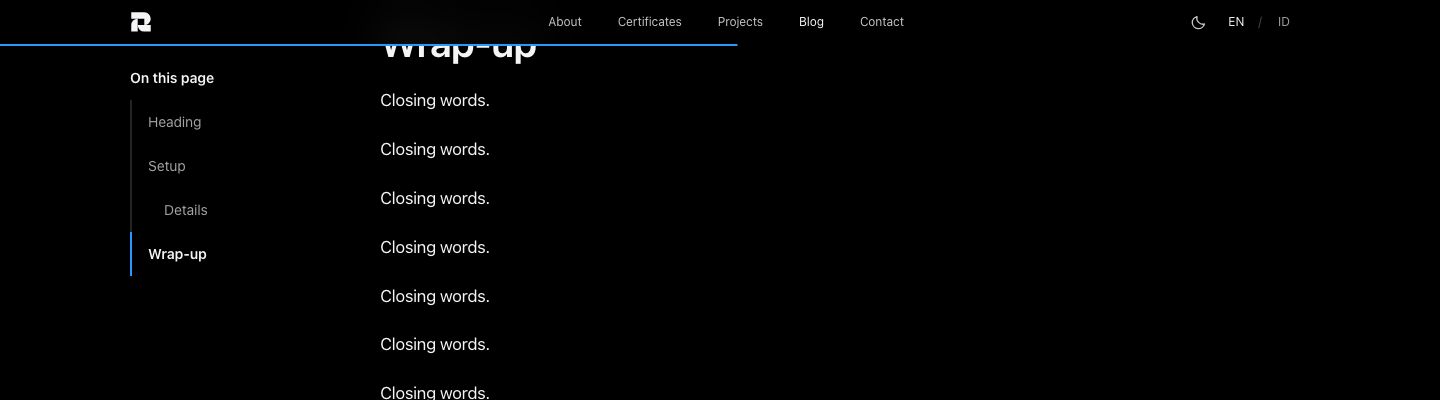 About Certificates Projects Blog Contact EN / ID
On this page
Heading
Setup
Details
Wrap-up
Wrap-up
Closing words.
Closing words.
Closing words.
Closing words.
Closing words.
Closing words.
Closing words.